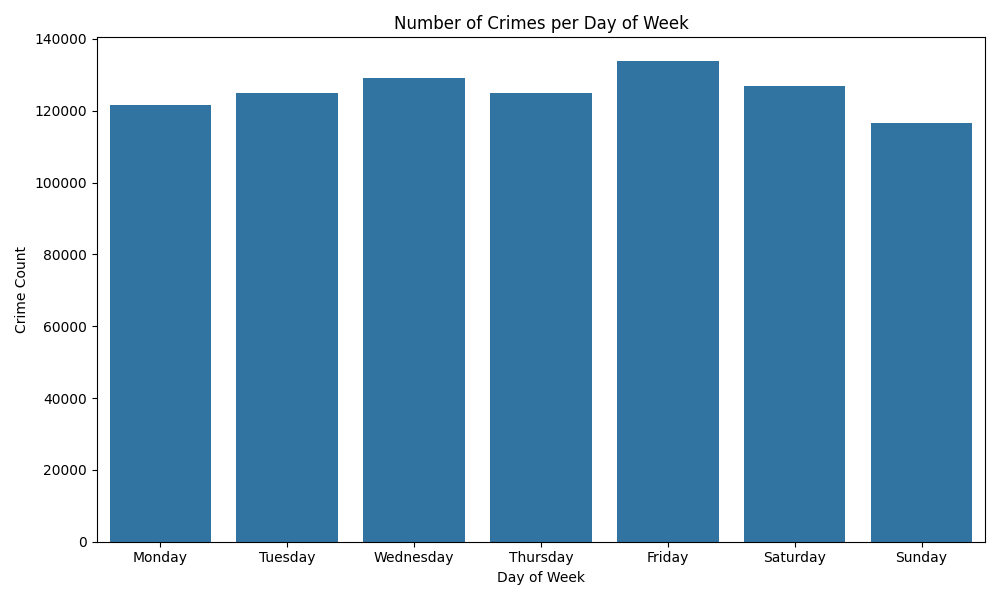 Number of Crimes per Day of Week
140000
120000
100000
80000
60000
40000
20000
0
Crime Count
Monday Tuesday Wednesday Thursday Friday Saturday Sunday
Day of Week